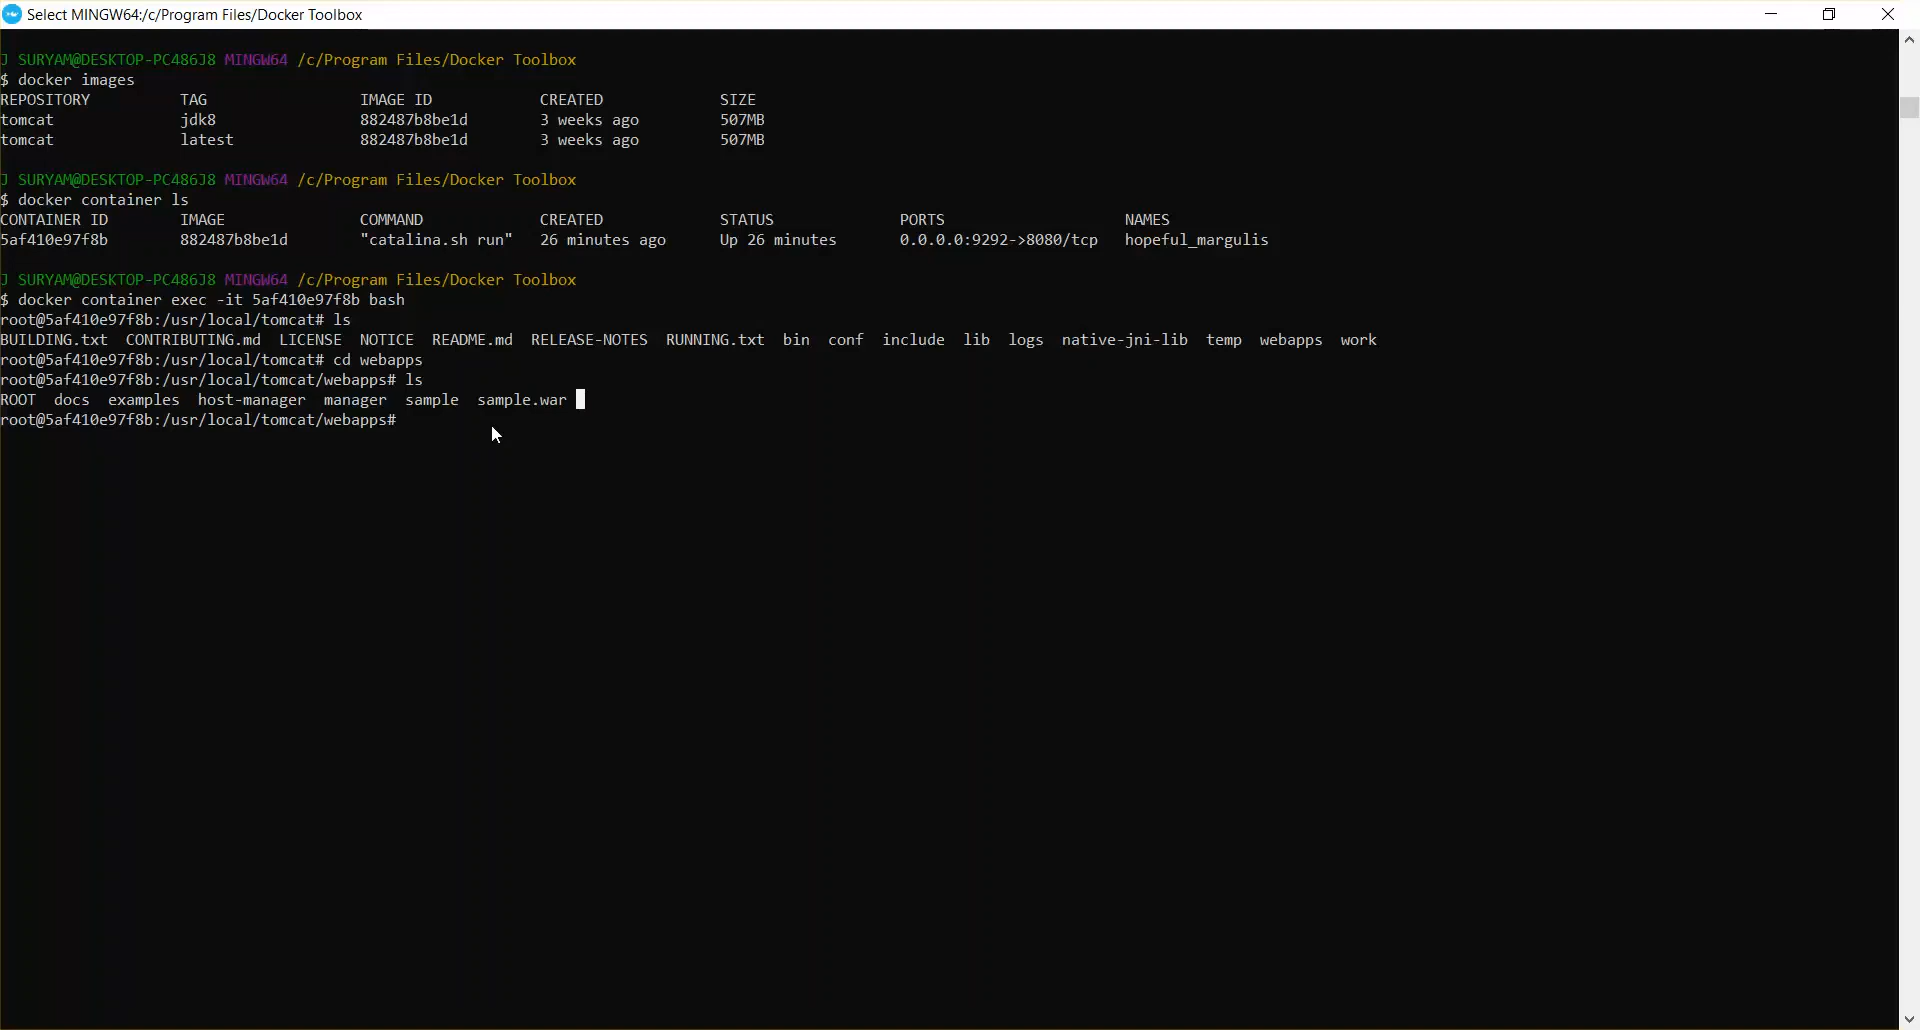 Select MINGW64:/c/Program Files/Docker Toolbox
J SURYAM@DESKTOP-PC486J8 MINGW64 /c/Program Files/Docker Toolbox
$ docker images
REPOSITORY TAG IMAGE ID CREATED SIZE
tomcat jdk8 882487b8be1d 3 weeks ago 507MB
tomcat latest 882487b8be1d 3 weeks ago 507MB
J SURYAM@DESKTOP-PC486J8 MINGW64 /c/Program Files/Docker Toolbox
$ docker container ls
CONTAINER ID IMAGE COMMAND CREATED STATUS PORTS NAMES
5af410e97f8b 882487b8be1d "catalina.sh run" 26 minutes ago Up 26 minutes 0.0.0.0:9292->8080/tcp hopeful_margulis
J SURYAM@DESKTOP-PC486J8 MINGW64 /c/Program Files/Docker Toolbox
$ docker container exec -it 5af410e97f8b bash
root@5af410e97f8b:/usr/local/tomcat# ls
BUILDING.txt CONTRIBUTING.md LICENSE NOTICE README.md RELEASE-NOTES RUNNING.txt bin conf include lib logs native-jni-lib temp webapps work
root@5af410e97f8b:/usr/local/tomcat# cd webapps
root@5af410e97f8b:/usr/local/tomcat/webapps# ls
ROOT docs examples host-manager manager sample sample.war
root@5af410e97f8b:/usr/local/tomcat/webapps#